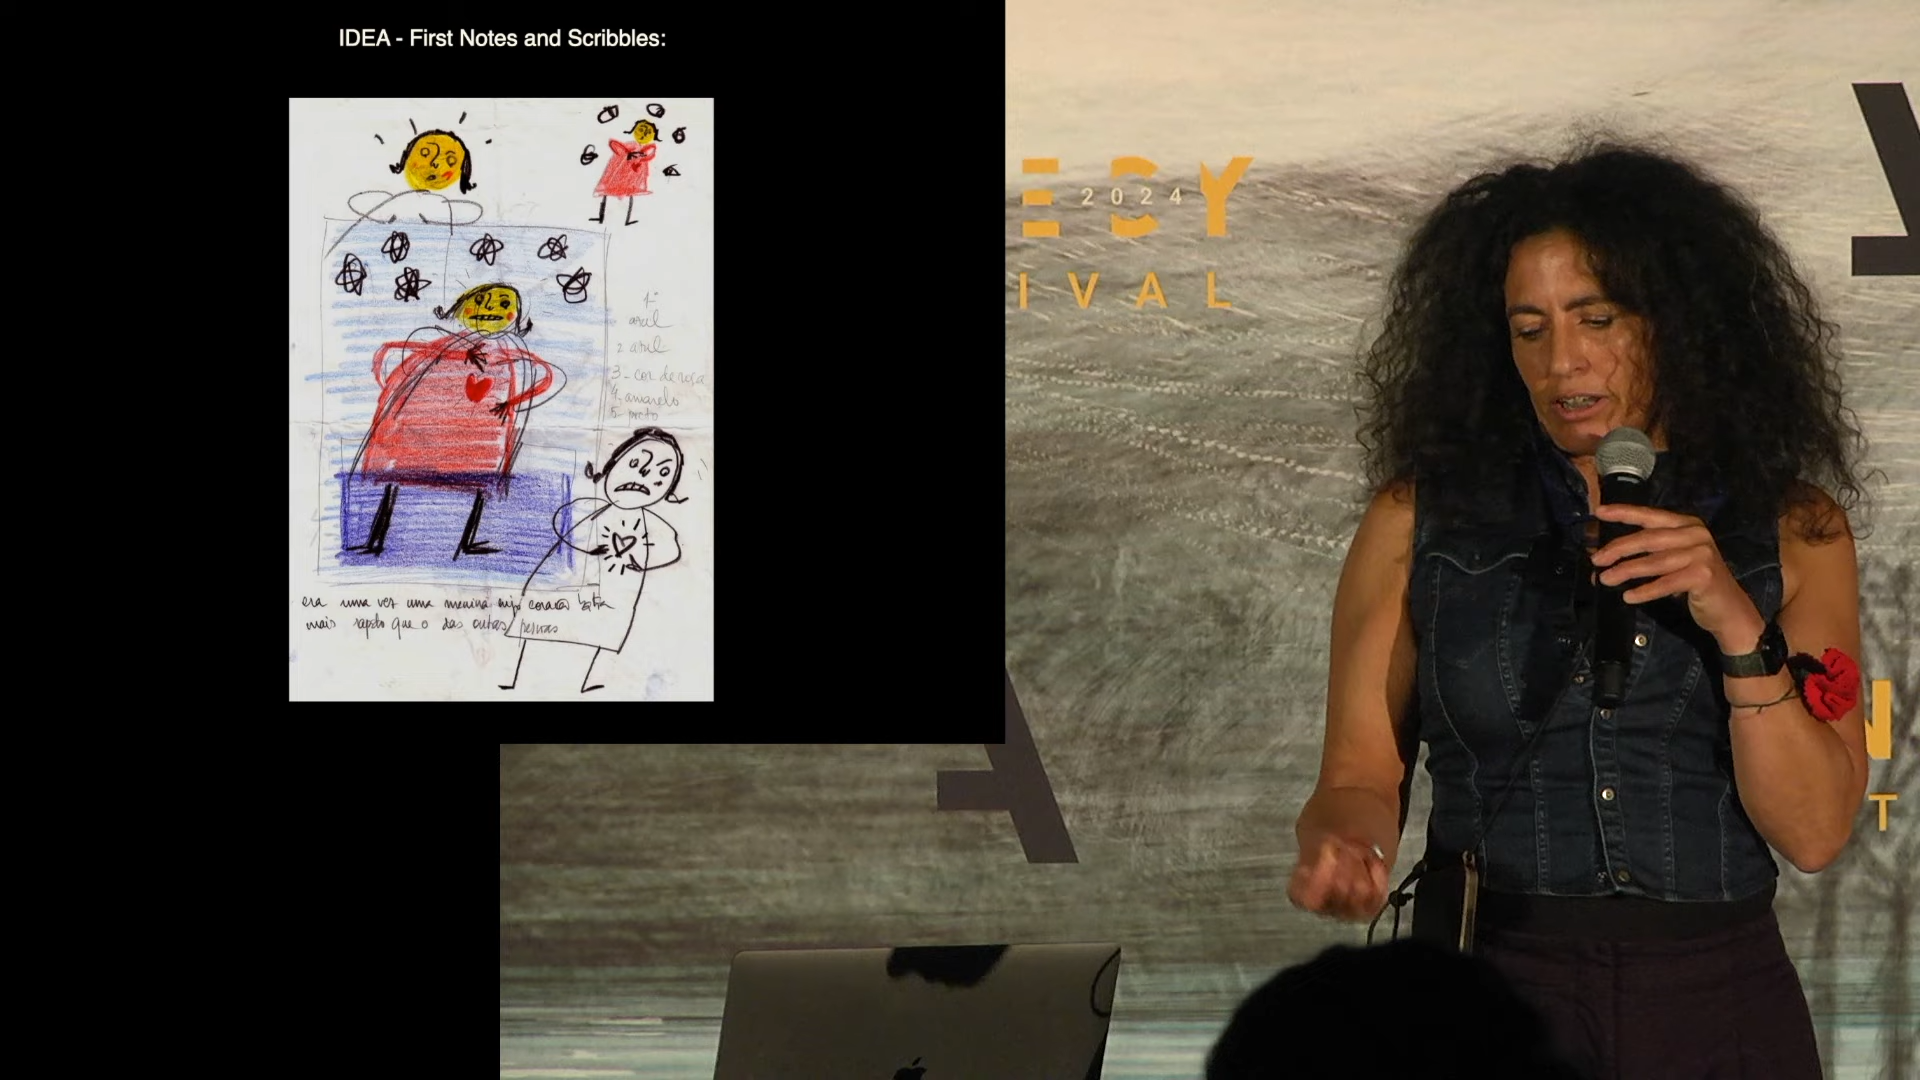 IDEA - First Notes and Scribbles:
1-
azul
2 azul
3 - cor de rosa
4. amarelo
5- preto
era uma vez uma menina cujo coração batia
mais rápido que o das outras pessoas
ECY
2024
IVAL
N
T